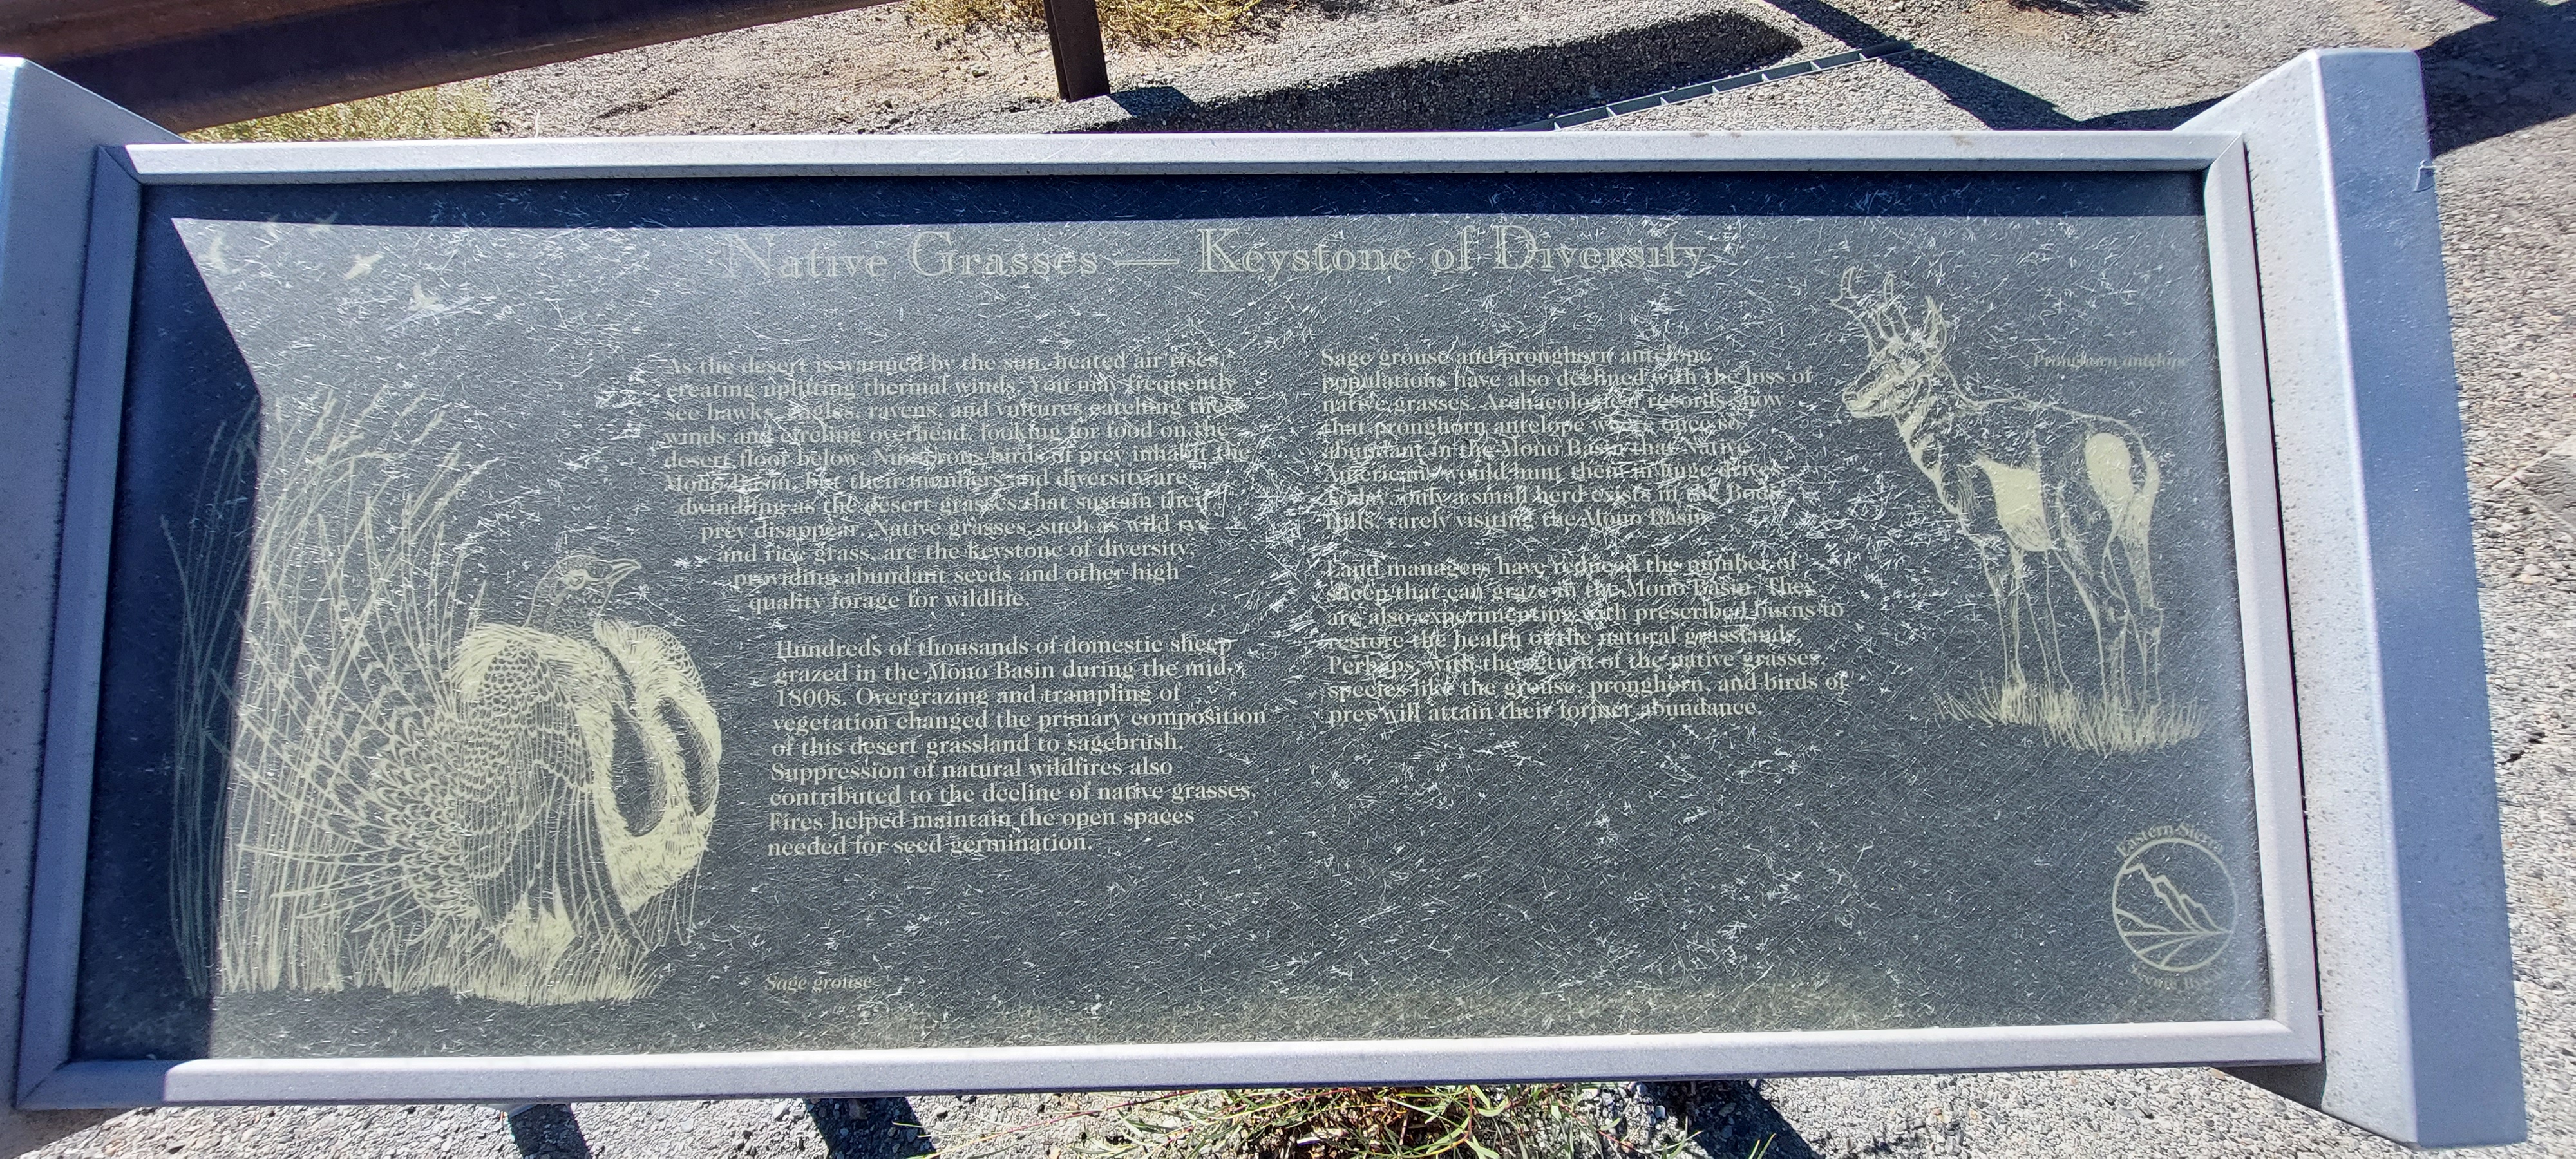 Native Grasses — Keystone of Diversity
As the desert is warmed by the sun, heated air rises,
creating uplifting thermal winds. You may frequently
see hawks, eagles, ravens, and vultures catching these
winds and circling overhead, looking for food on the
desert floor below. Numerous birds of prey inhabit the
Mono Basin, but their numbers and diversity are
dwindling as the desert grasses that sustain their
prey disappear. Native grasses, such as wild rye
and rice grass, are the keystone of diversity,
providing abundant seeds and other high
quality forage for wildlife.
Hundreds of thousands of domestic sheep
grazed in the Mono Basin during the mid-
1800s. Overgrazing and trampling of
vegetation changed the primary composition
of this desert grassland to sagebrush.
Suppression of natural wildfires also
contributed to the decline of native grasses.
Fires helped maintain the open spaces
needed for seed germination.
Sage grouse
Sage grouse and pronghorn antelope
populations have also declined with the loss of
native grasses. Archaeological records show
that pronghorn antelope were once so
abundant in the Mono Basin that Native
Americans would hunt them in huge drives.
Today, only a small herd exists in the Bodie
Hills, rarely visiting the Mono Basin.
Land managers have reduced the number of
sheep that can graze in the Mono Basin. They
are also experimenting with prescribed burns to
restore the health of the natural grasslands.
Perhaps, with the return of the native grasses,
species like the grouse, pronghorn, and birds of
prey will attain their former abundance.
Pronghorn antelope
Eastern Sierra
Scenic Byway